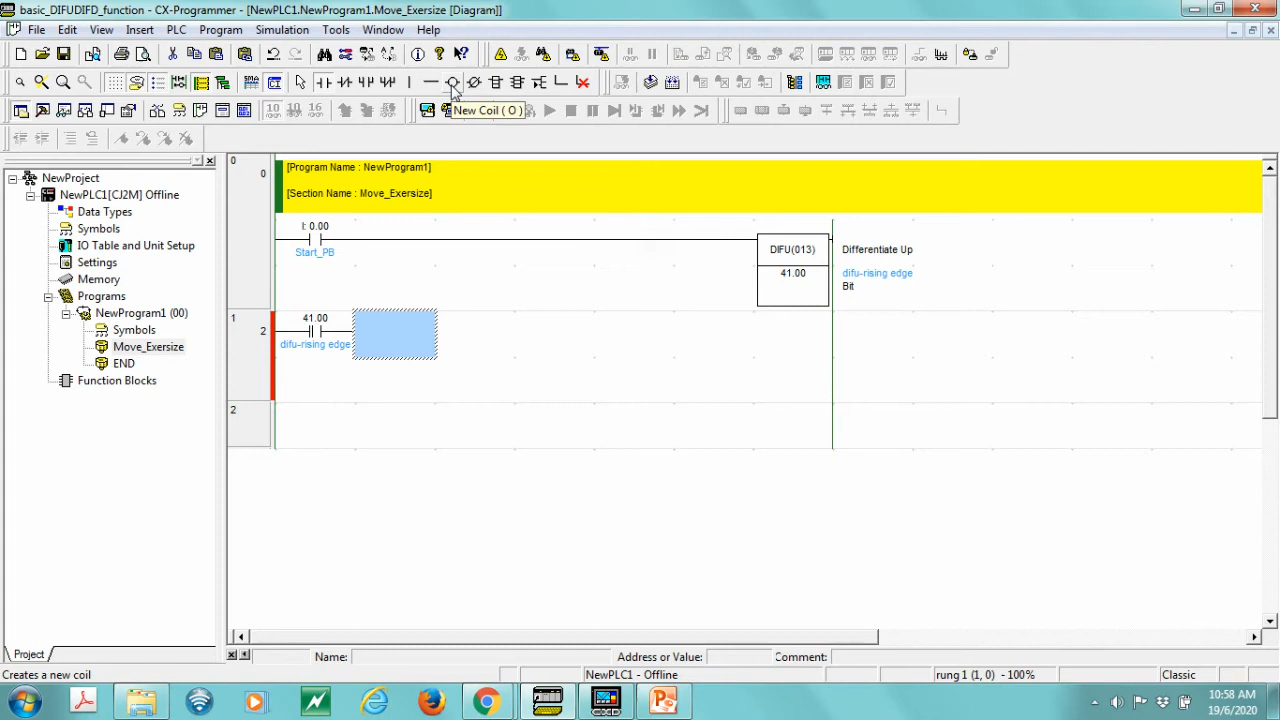 basic_DIFUDIFD_function - CX-Programmer - [NewPLC1.NewProgram1.Move_Exersize [Diagram]]
File Edit View Insert PLC Program Simulation Tools Window Help
New Coil ( O )
10 10 16
NewProject
NewPLC1[CJ2M] Offline
Data Types
Symbols
IO Table and Unit Setup
Settings
Memory
Programs
NewProgram1 (00)
Symbols
Move_Exersize
END
Function Blocks
Project
0
0
[Program Name : NewProgram1]
[Section Name : Move_Exersize]
I: 0.00
Start_PB
DIFU(013)
41.00
Differentiate Up
difu-rising edge
Bit
1
2
41.00
difu-rising edge
2
Name: Address or Value: Comment:
Creates a new coil NewPLC1 - Offline rung 1 (1, 0) - 100% Classic
CXD
10:58 AM
19/6/2020